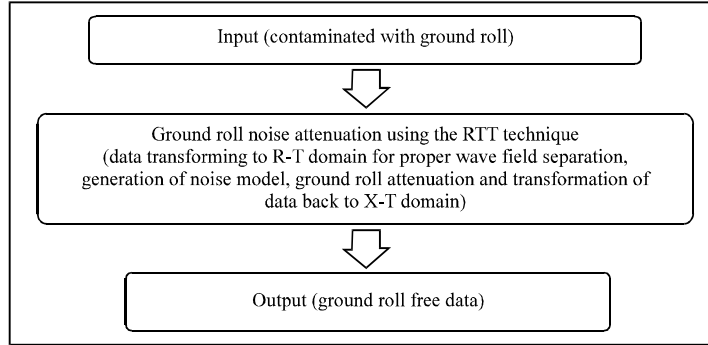 Input (contaminated with ground roll)
Ground roll noise attenuation using the RTT technique
(data transforming to R-T domain for proper wave field separation,
generation of noise model, ground roll attenuation and transformation of
data back to X-T domain)
Output (ground roll free data)